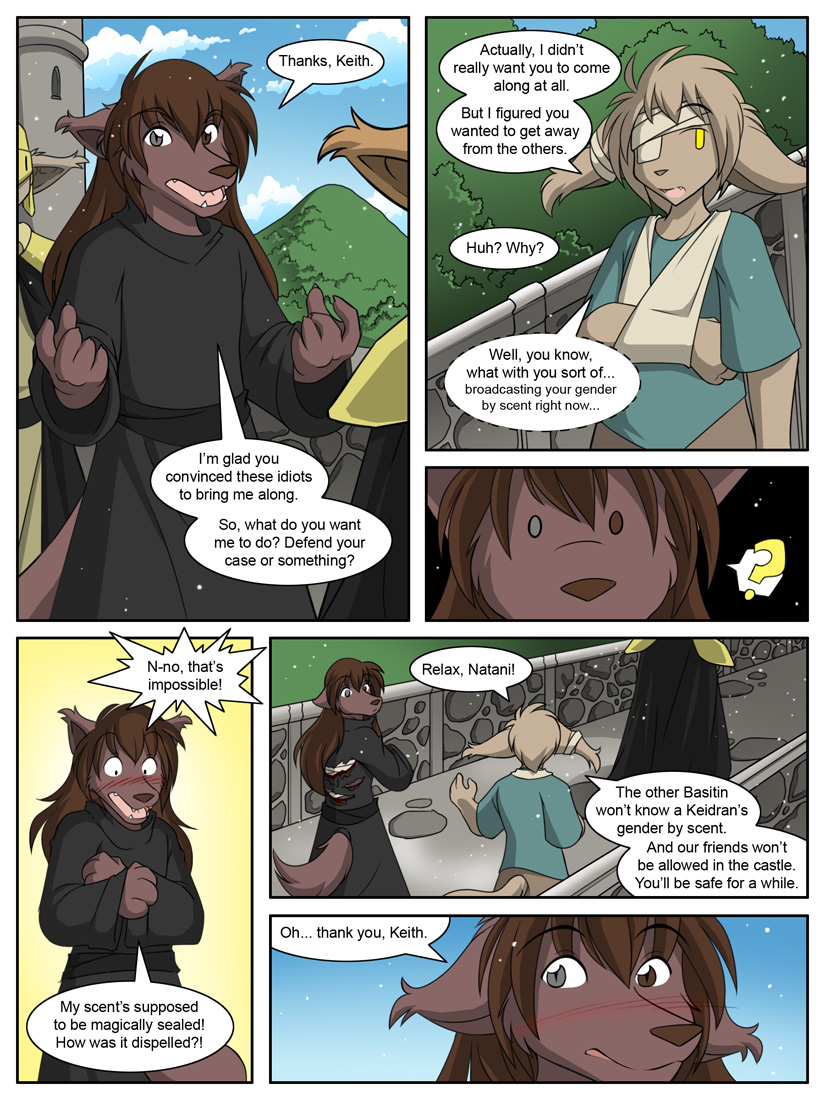 Thanks, Keith.
I'm glad you
convinced these idiots
to bring me along.
So, what do you want
me to do? Defend your
case or something?
Actually, I didn't
really want you to come
along at all.
But I figured you
wanted to get away
from the others.
Huh? Why?
Well, you know,
what with you sort of...
broadcasting your gender
by scent right now...
?
N-no, that's
impossible!
My scent's supposed
to be magically sealed!
How was it dispelled?!
Relax, Natani!
The other Basitin
won't know a Keidran's
gender by scent.
And our friends won't
be allowed in the castle.
You'll be safe for a while.
Oh... thank you, Keith.